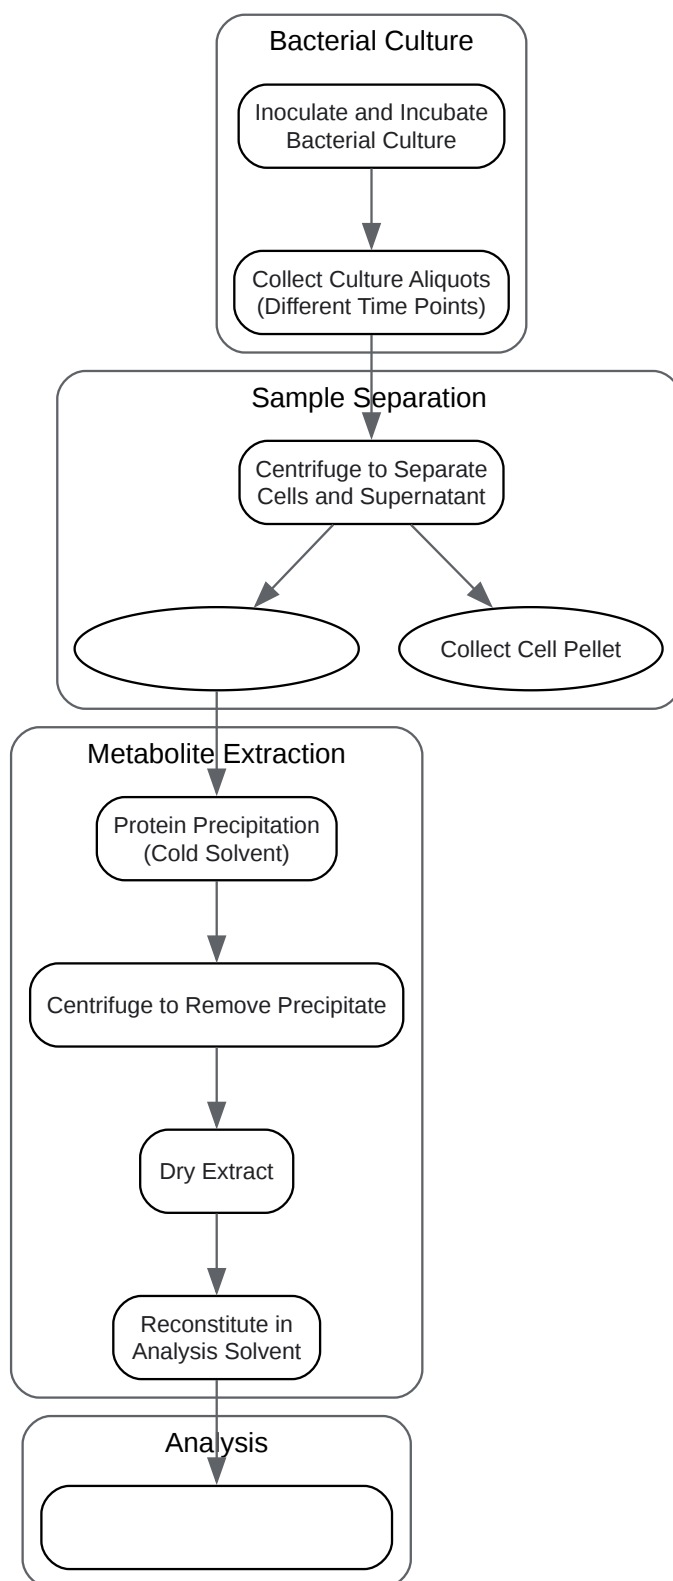 Bacterial Culture
Inoculate and Incubate
Bacterial Culture
Collect Culture Aliquots
(Different Time Points)
Sample Separation
Centrifuge to Separate
Cells and Supernatant
Collect Cell Pellet
Metabolite Extraction
Protein Precipitation
(Cold Solvent)
Centrifuge to Remove Precipitate
Dry Extract
Reconstitute in
Analysis Solvent
Analysis